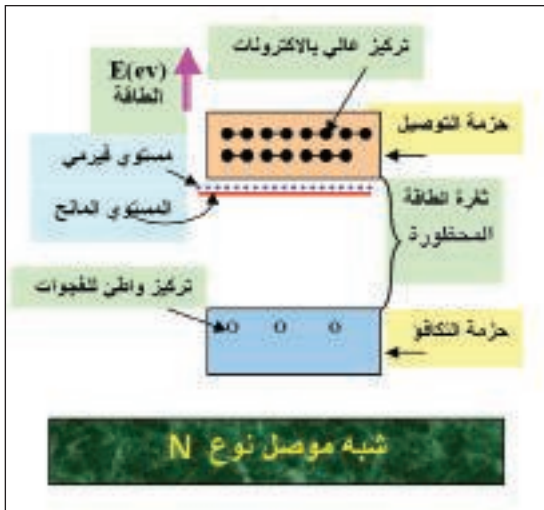 تركيز عالي بالاكترونات
E(ev)
الطاقة
حزمة التوصيل
مستوى فيرمي
المستوى المانح
ثغرة الطاقة
المحظورة
تركيز واطئ للفجوات
حزمة التكافؤ
شبه موصل نوع N